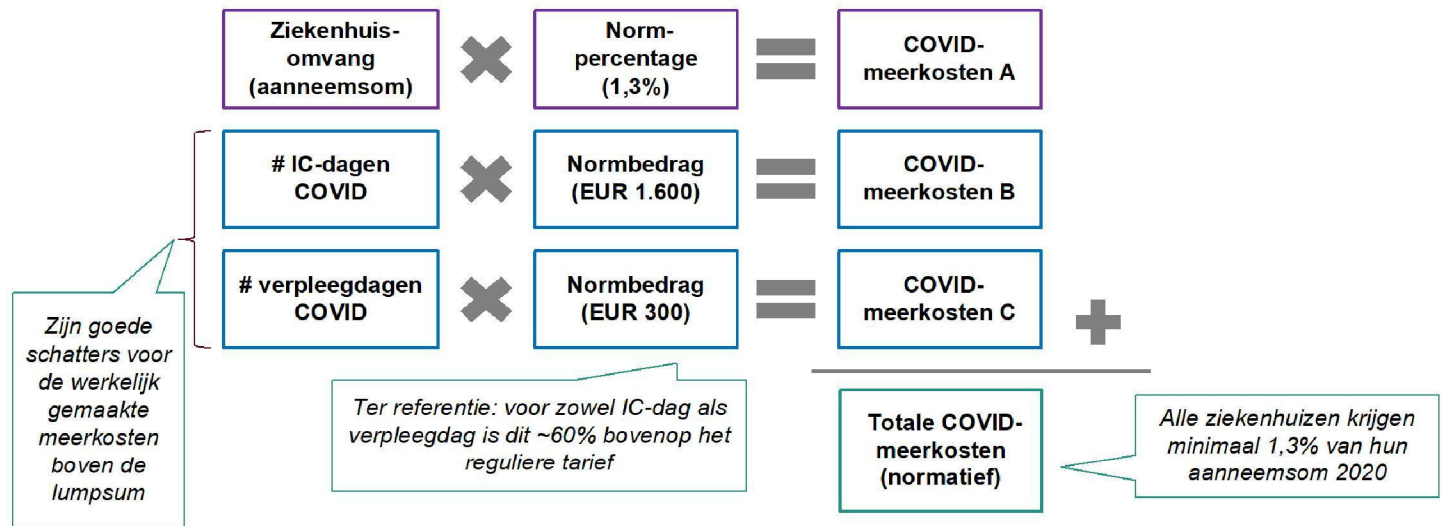 Ziekenhuis-
omvang
(aanneemsom)
Norm-
percentage
(1,3%)
COVID-
meerkosten A
# IC-dagen
COVID
Normbedrag
(EUR 1.600)
COVID-
meerkosten B
# verpleegdagen
COVID
Normbedrag
(EUR 300)
COVID-
meerkosten C
Zijn goede
schatters voor
de werkelijk
gemaakte
meerkosten
boven de
lumpsum
Ter referentie: voor zowel IC-dag als
verpleegdag is dit ~60% bovenop het
reguliere tarief
Totale COVID-
meerkosten
(normatief)
Alle ziekenhuizen krijgen
minimaal 1,3% van hun
aanneemsom 2020